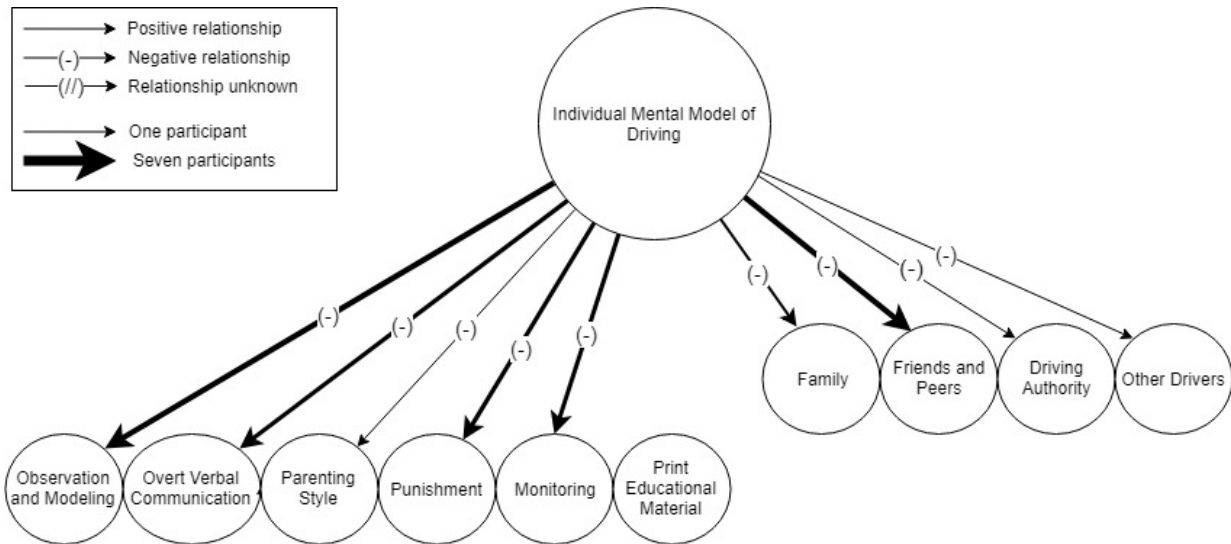 Positive relationship
(-) Negative relationship
(//) Relationship unknown
One participant
Seven participants
Individual Mental Model of
Driving
(-)
(-)
(-)
(-)
(-)
(-)
(-)
(-)
(-)
Family
Friends and
Peers
Driving
Authority
Other Drivers
Observation
and Modeling
Overt Verbal
Communication
Parenting
Style
Punishment
Monitoring
Print
Educational
Material